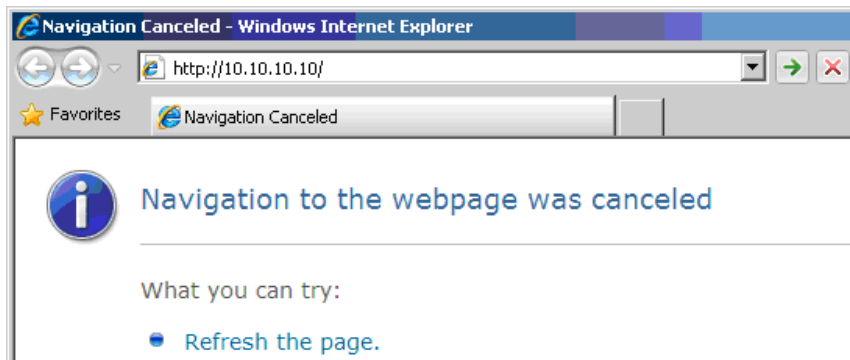 Navigation Canceled - Windows Internet Explorer
http://10.10.10.10/
Favorites
Navigation Canceled
Navigation to the webpage was canceled
What you can try:
Refresh the page.